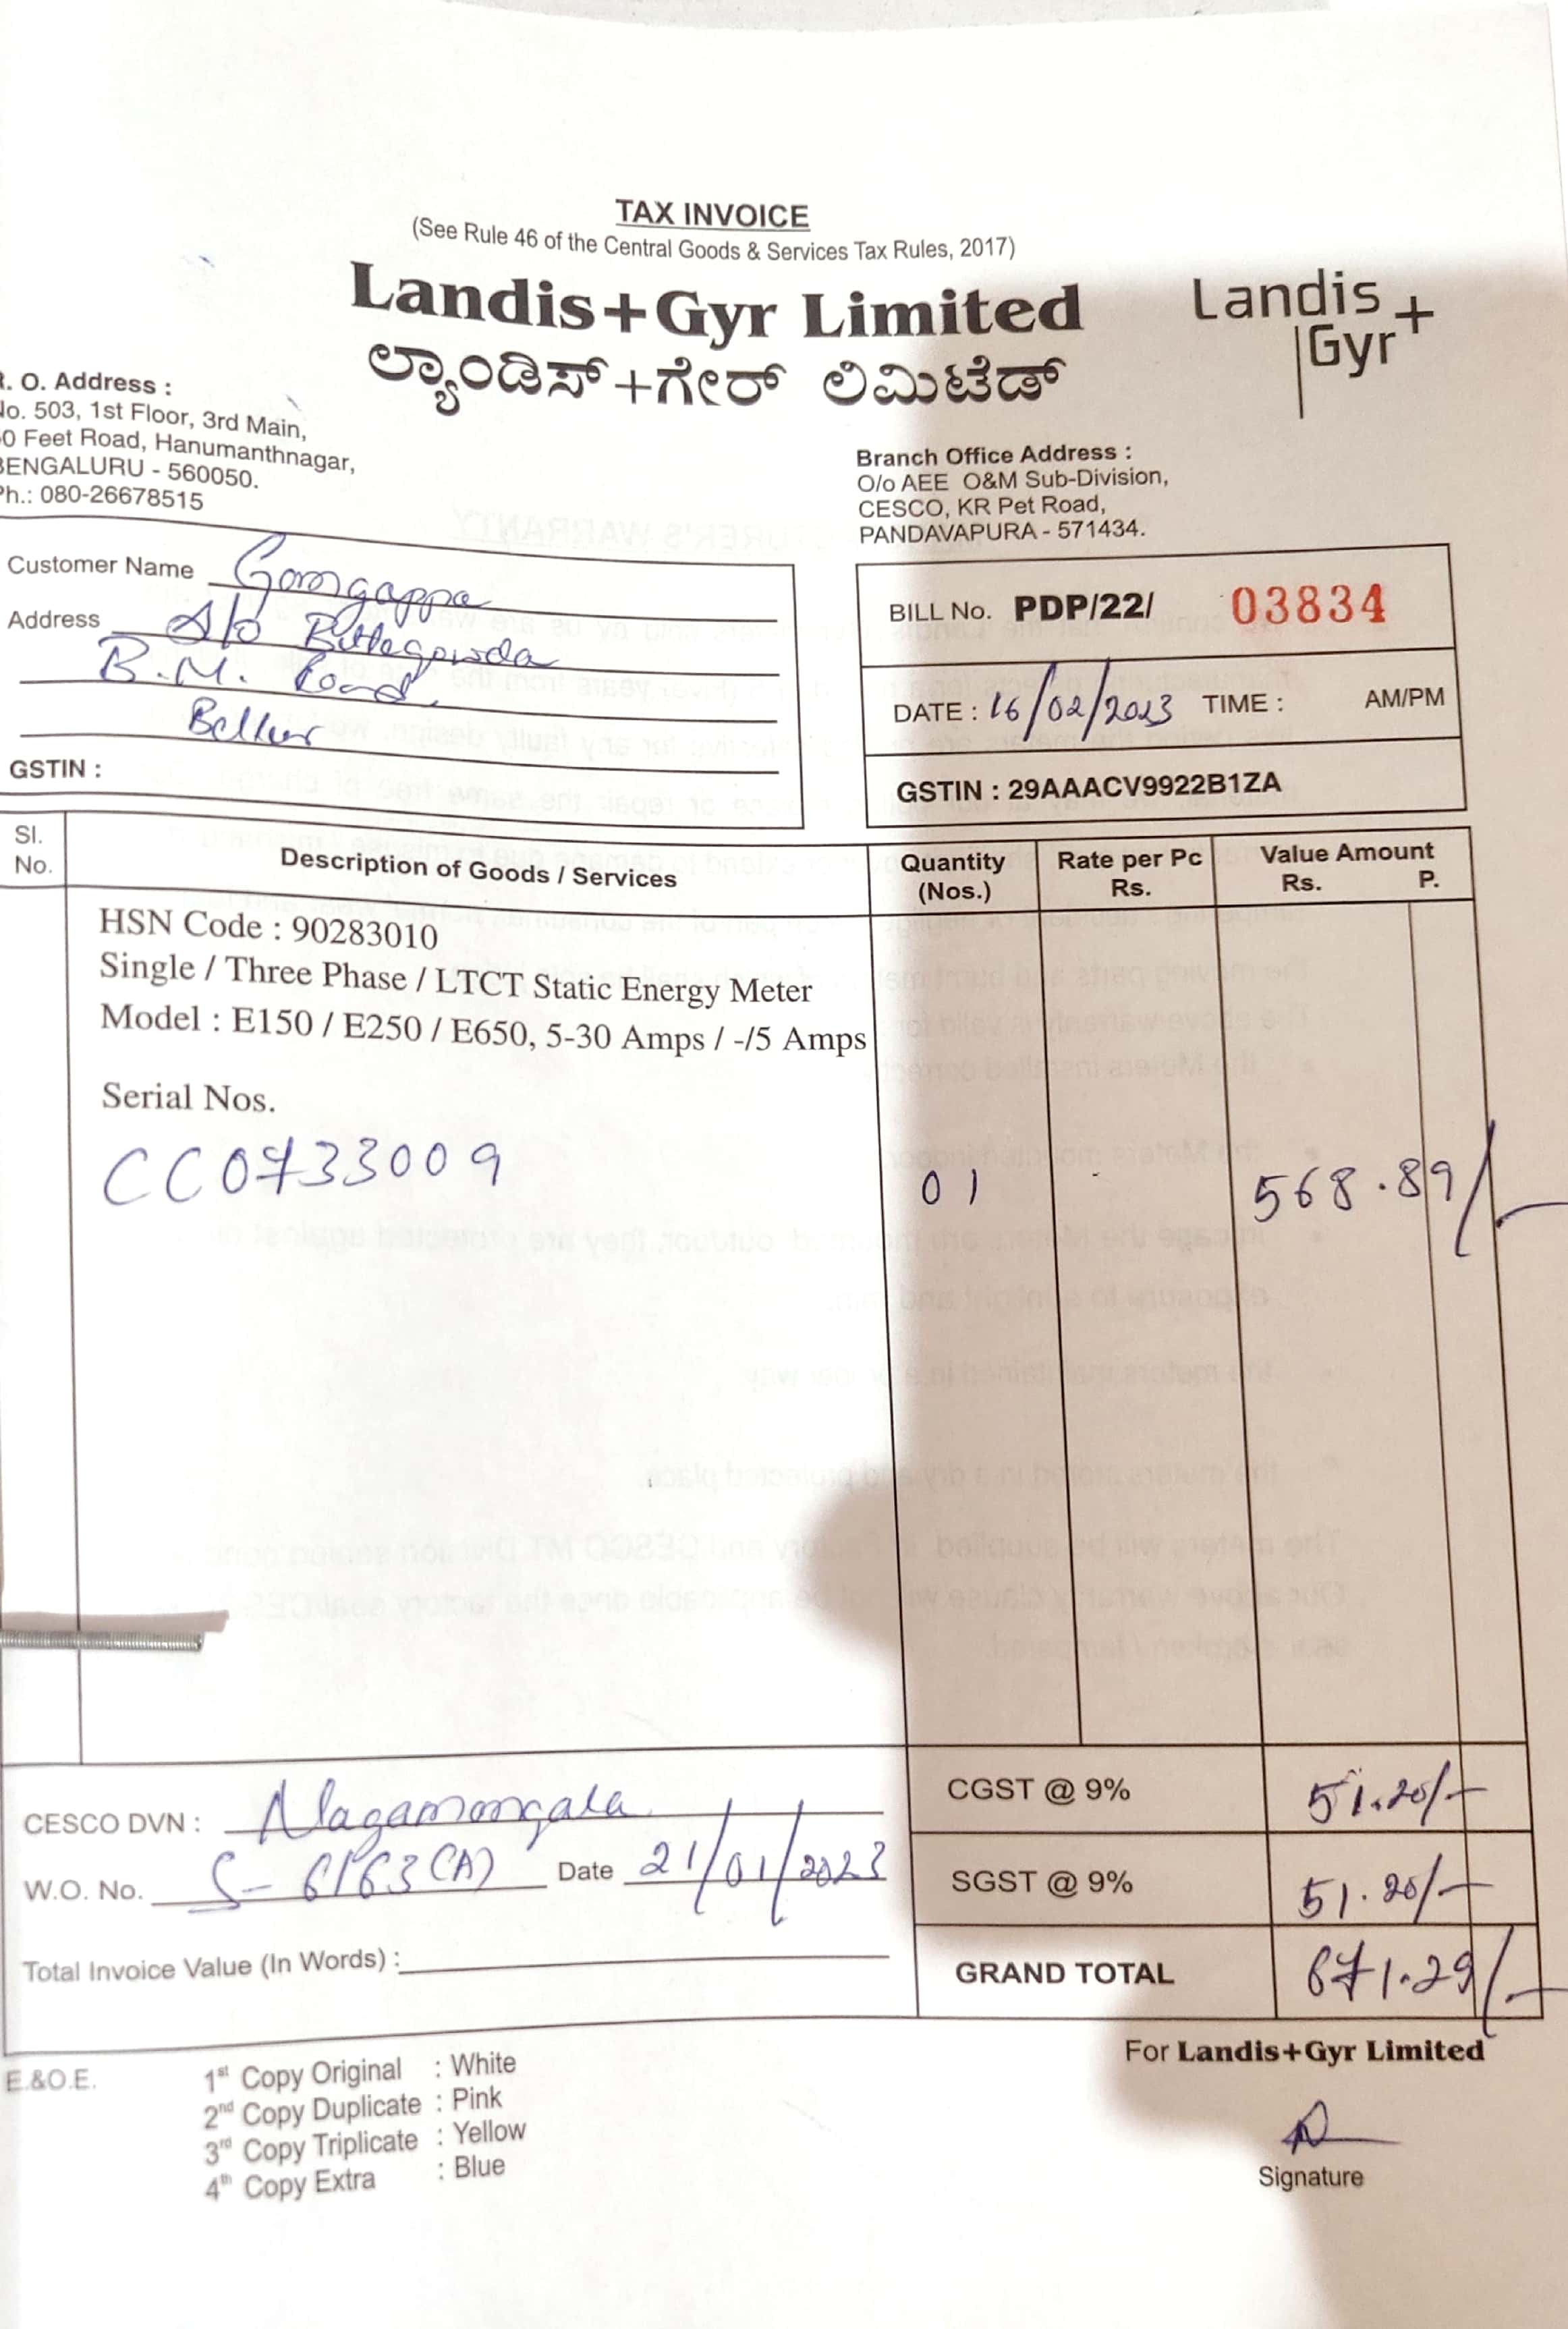 TAX INVOICE
(See Rule 46 of the Central Goods & Services Tax Rules, 2017)
Landis+Gyr Limited
ಲ್ಯಾಂಡಿಸ್+ಗೇರ್ ಲಿಮಿಟೆಡ್
Landis
Gyr+
. O. Address :
No. 503, 1st Floor, 3rd Main,
0 Feet Road, Hanumanthnagar,
BENGALURU - 560050.
Ph.: 080-26678515
Branch Office Address :
O/o AEE O&M Sub-Division,
CESCO, KR Pet Road,
PANDAVAPURA - 571434.
Customer Name Gangappa
Address S/o Bettegowda
B.M. Road
Bellur
GSTIN :
BILL No. PDP/22/ 03834
DATE : 16/02/2023 TIME : AM/PM
GSTIN : 29AAACV9922B1ZA
Sl. No. Description of Goods / Services Quantity (Nos.) Rate per Pc Rs. Value Amount Rs. P.
HSN Code : 90283010
Single / Three Phase / LTCT Static Energy Meter
Model : E150 / E250 / E650, 5-30 Amps / -/5 Amps
Serial Nos.
CC0733009 01 - 568.89/-
CESCO DVN : Nagamangala
W.O. No. S-6163(A) Date 21/01/2023
Total Invoice Value (In Words) :
CGST @ 9% 51.20/-
SGST @ 9% 51.20/-
GRAND TOTAL 671.29/-
E.&O.E.
1st Copy Original : White
2nd Copy Duplicate : Pink
3rd Copy Triplicate : Yellow
4th Copy Extra : Blue
For Landis+Gyr Limited
Signature